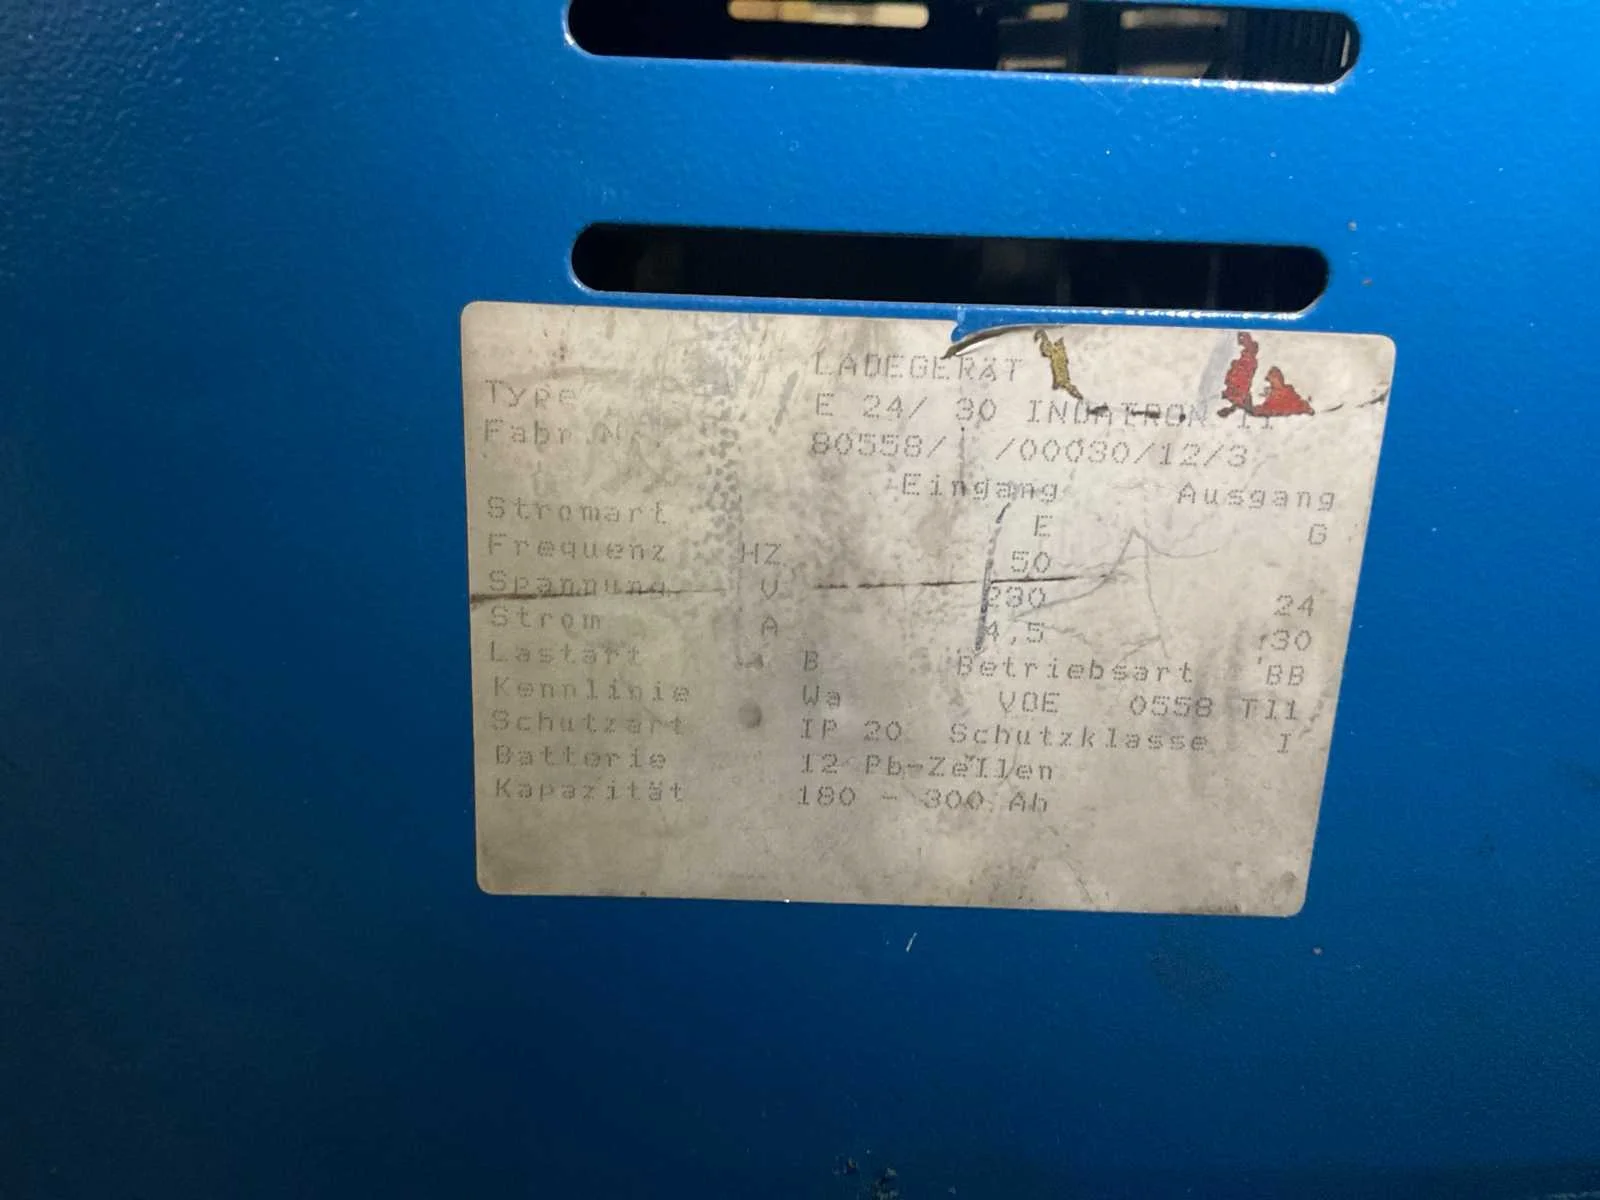 LADEGERÄT
Type E 24/ 30 INDATRON 11
Fabr.Nr. 80558/ /00030/12/3
Eingang Ausgang
Stromart E G
Frequenz HZ 50
Spannung V 230 24
Strom A 4,5 30
Lastart B Betriebsart BB
Kennlinie Wa VDE 0558 T11
Schutzart IP 20 Schutzklasse I
Batterie 12 Pb-Zellen
Kapazität 180 - 300 Ah